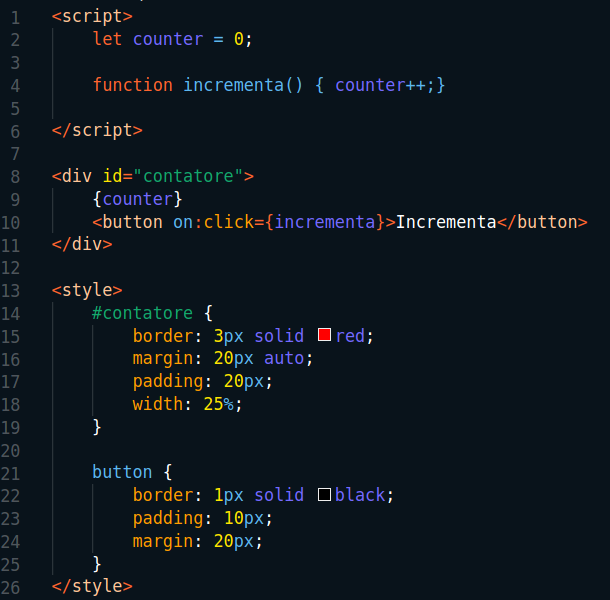 1 <script>
2 let counter = 0;
3
4 function incrementa() { counter++;}
5
6 </script>
7
8 <div id="contatore">
9 {counter}
10 <button on:click={incrementa}>Incrementa</button>
11 </div>
12
13 <style>
14 #contatore {
15 border: 3px solid red;
16 margin: 20px auto;
17 padding: 20px;
18 width: 25%;
19 }
20
21 button {
22 border: 1px solid black;
23 padding: 10px;
24 margin: 20px;
25 }
26 </style>